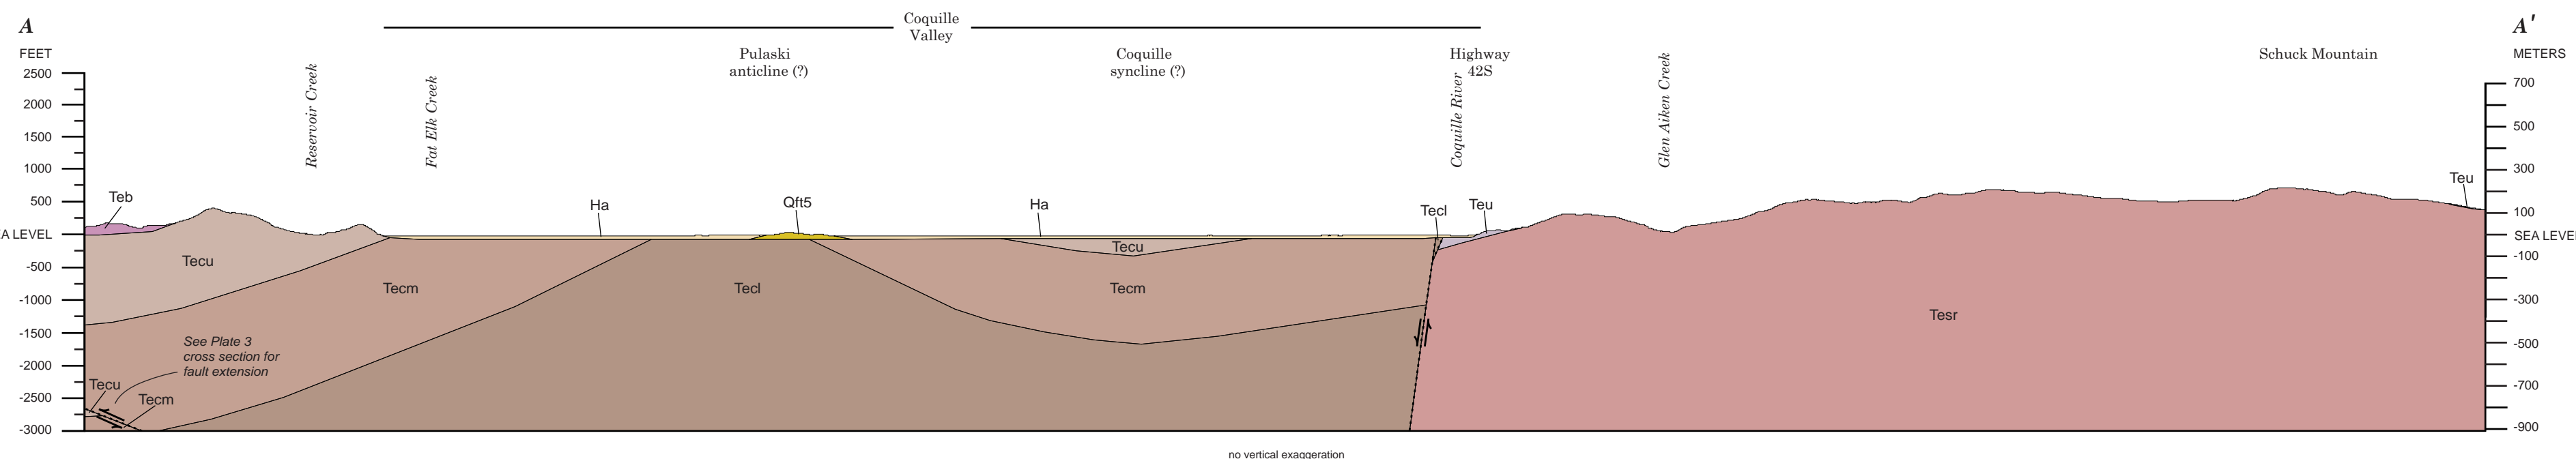 A
FEET
2500
2000
1500
1000
500
A LEVEL
-500
-1000
-1500
-2000
-2500
-3000
Coquille
Valley
Pulaski
anticline (?)
Coquille
syncline (?)
Highway
42S
Schuck Mountain
Reservoir Creek
Fat Elk Creek
Coquille River
Glen Aiken Creek
Teb
Ha
Qft5
Ha
Tecl
Teu
Teu
Tecu
Tecm
Tecl
Tecu
Tecm
Tesr
See Plate 3
cross section for
fault extension
Tecu
Tecm
A'
METERS
700
500
300
100
SEA LEVE
-100
-300
-500
-700
-900
no vertical exaggeration